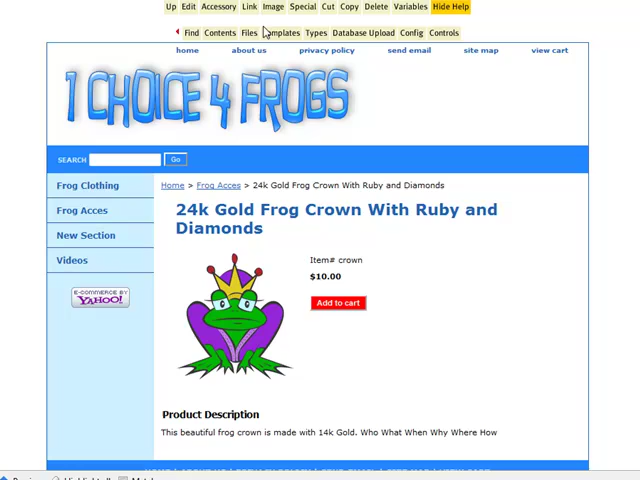 Up Edit Accessory Link Image Special Cut Copy Delete Variables Hide Help
Find Contents Files Templates Types Database Upload Config Controls
home about us privacy policy send email site map view cart
1 CHOICE 4 FROGS
SEARCH Go
Frog Clothing
Frog Acces
New Section
Videos
E-COMMERCE BY
YAHOO!
Home > Frog Acces > 24k Gold Frog Crown With Ruby and Diamonds
24k Gold Frog Crown With Ruby and
Diamonds
Item# crown
$10.00
Add to cart
Product Description
This beautiful frog crown is made with 14k Gold. Who What When Why Where How